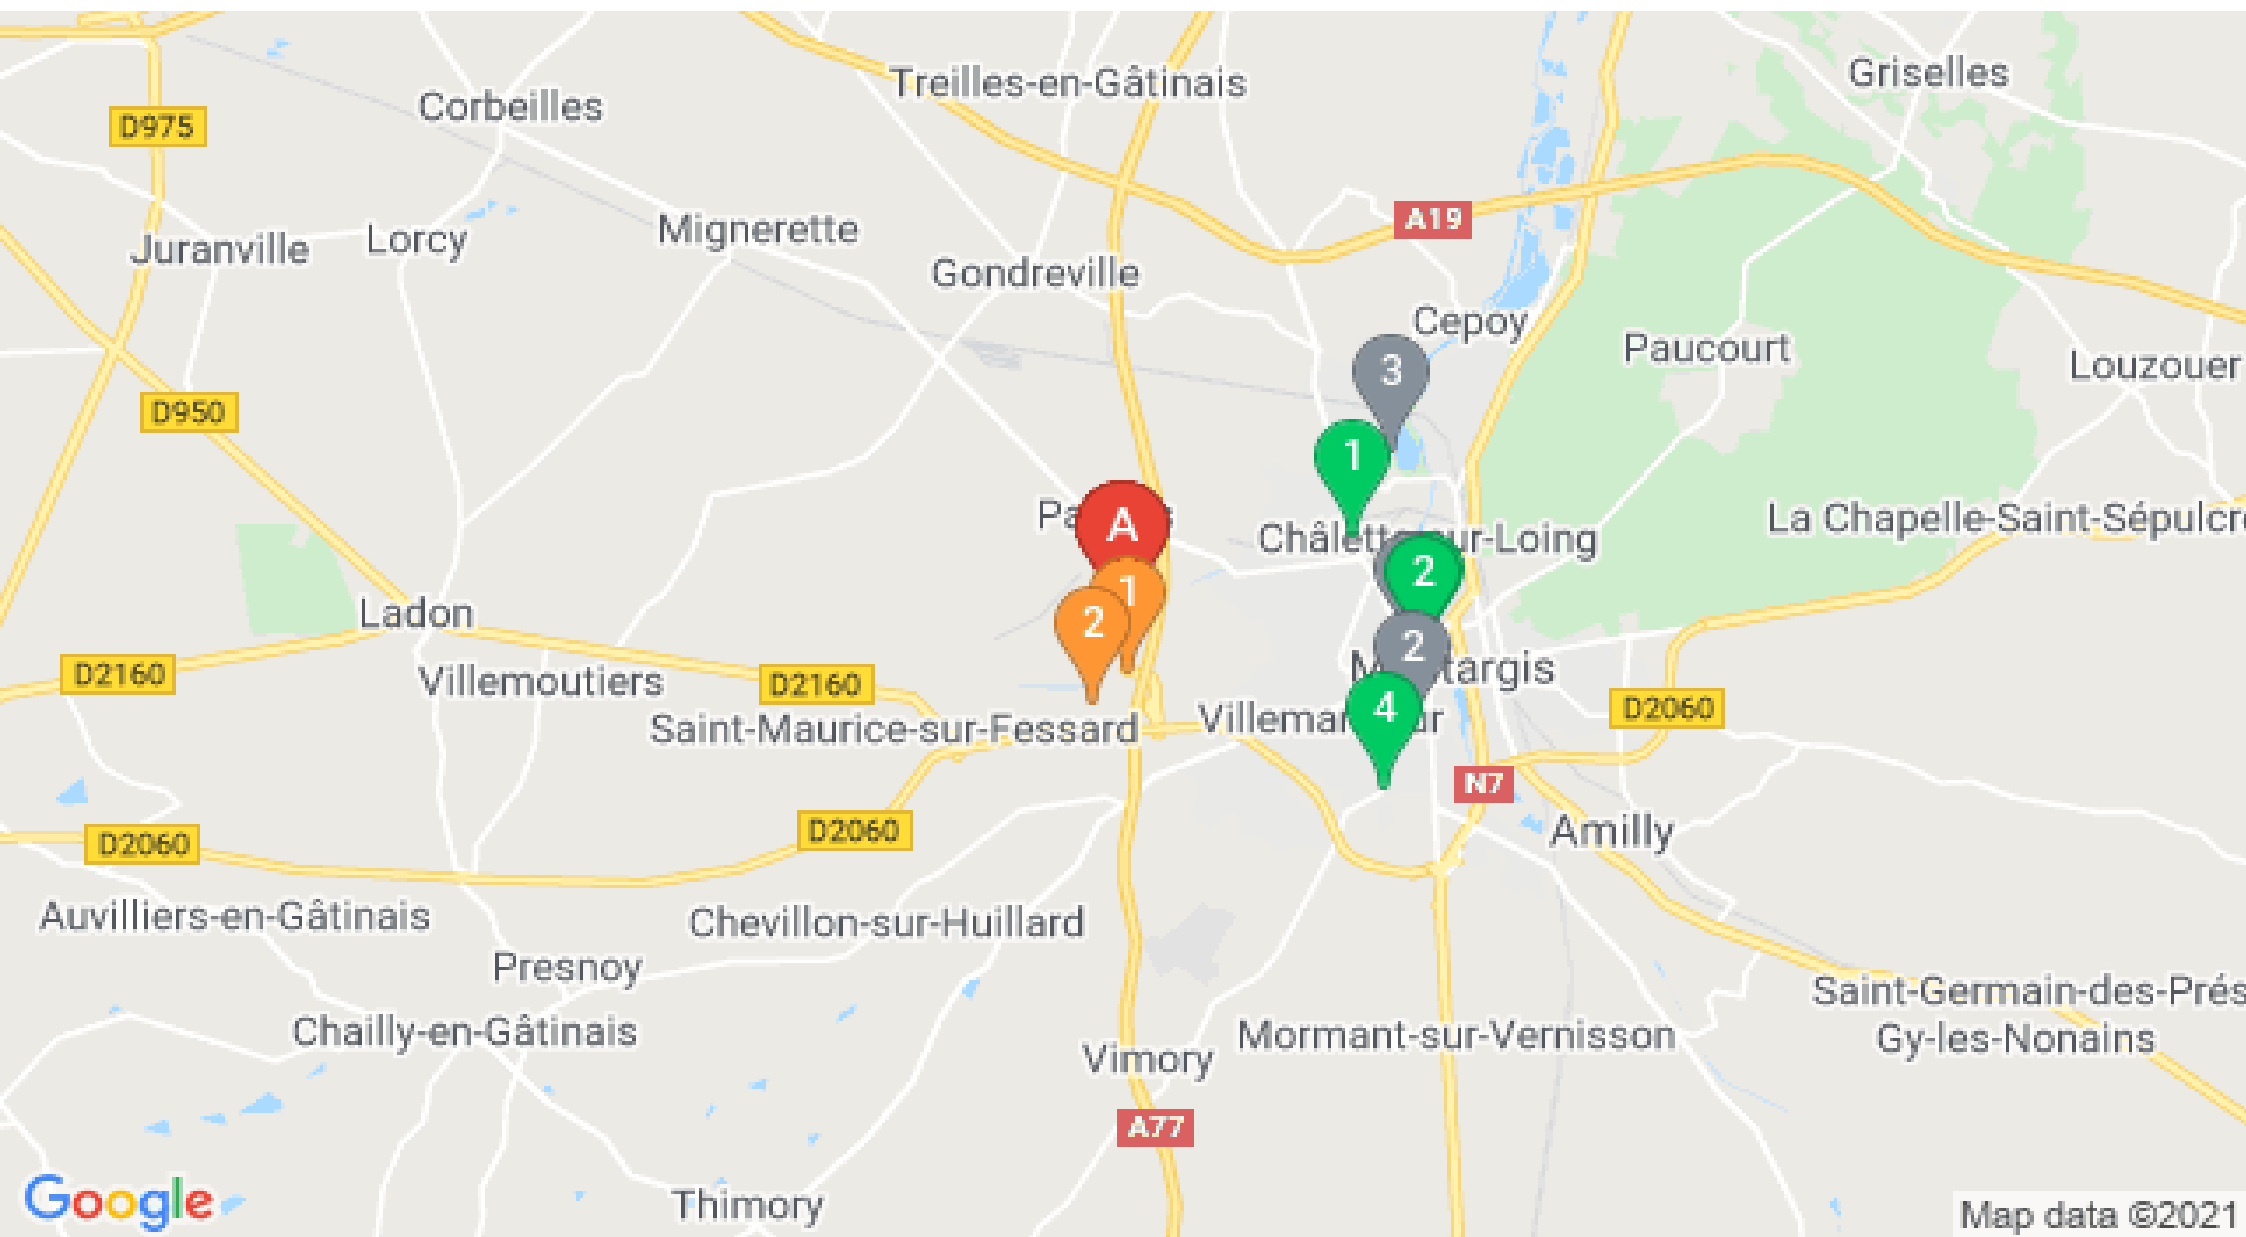 Griselles
Treilles-en-Gâtinais
Corbeilles
D975
A19
Mignerette
Lorcy
Juranville
Gondreville
Cepoy
Paucourt
Louzouer
3
D950
1
A
La Chapelle-Saint-Sépulcr
Châlette-sur-Loing
2
1
Ladon
2
2
D2160
Villemoutiers
D2160
Saint-Maurice-sur-Fessard
4
D2060
N7
D2060
D2060
Amilly
Auvilliers-en-Gâtinais
Chevillon-sur-Huillard
Presnoy
Saint-Germain-des-Prés
Chailly-en-Gâtinais
Mormant-sur-Vernisson
Gy-les-Nonains
Vimory
A77
Google
Thimory
Map data ©2021